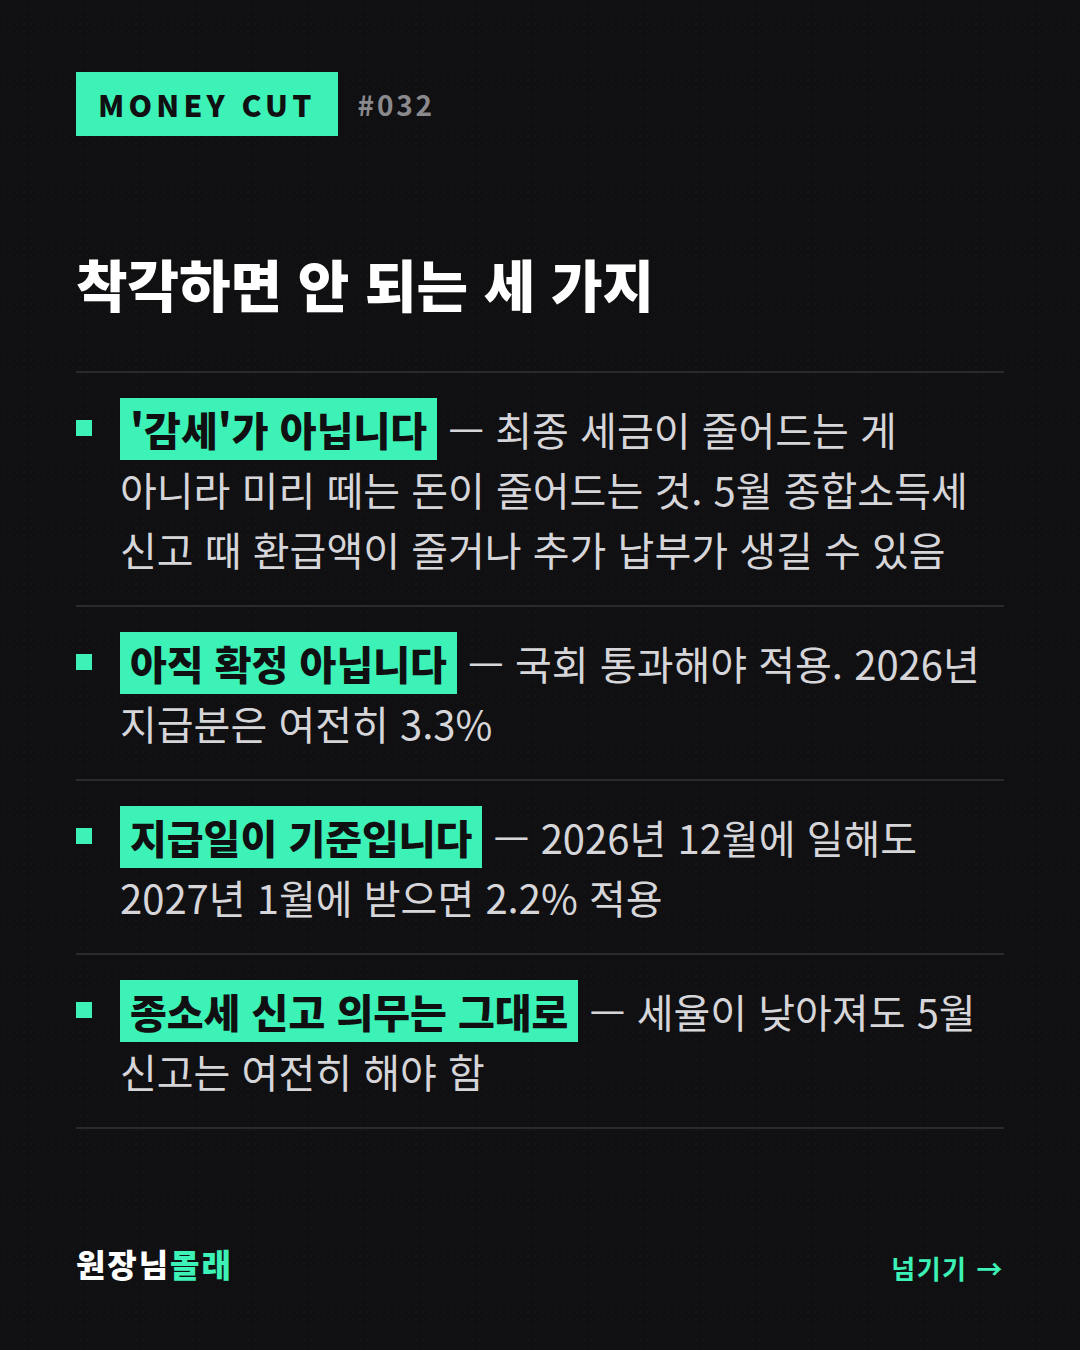 MONEY CUT #032
착각하면 안 되는 세 가지
'감세'가 아닙니다 — 최종 세금이 줄어드는 게
아니라 미리 떼는 돈이 줄어드는 것. 5월 종합소득세
신고 때 환급액이 줄거나 추가 납부가 생길 수 있음
아직 확정 아닙니다 — 국회 통과해야 적용. 2026년
지급분은 여전히 3.3%
지급일이 기준입니다 — 2026년 12월에 일해도
2027년 1월에 받으면 2.2% 적용
종소세 신고 의무는 그대로 — 세율이 낮아져도 5월
신고는 여전히 해야 함
원장님몰래
넘기기 →